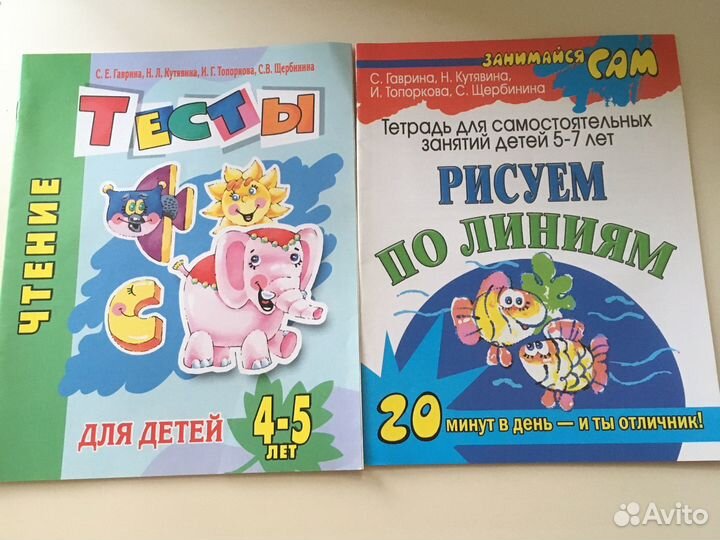 С. Е. Гаврина, Н. Л. Кутявина, И. Г. Топоркова, С.В. Щербинина
ТЕСТЫ
ЧТЕНИЕ
С
ДЛЯ ДЕТЕЙ
4-5
ЛЕТ
ЗАНИМАЙСЯ
САМ
С. Гаврина, Н. Кутявина,
И. Топоркова, С. Щербинина
Тетрадь для самостоятельных
занятий детей 5-7 лет
РИСУЕМ
ПО ЛИНИЯМ
20 минут в день — и ты отличник!
Avito